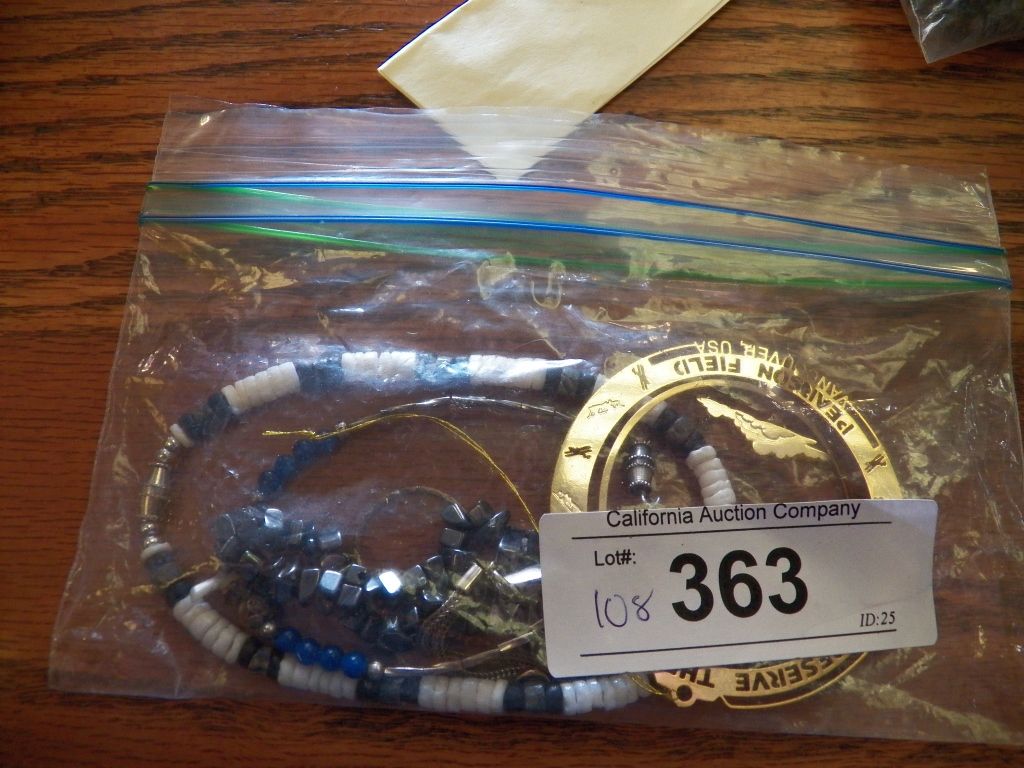 PEARSON FIELD
VANCOUVER, USA
California Auction Company
Lot#:
363
108
ID:25